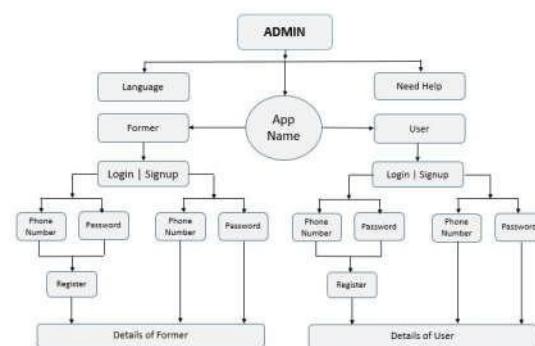 ADMIN
Language
Need Help
App
Name
Former
User
Login | Signup
Login | Signup
Phone
Number
Password
Phone
Number
Password
Phone
Number
Password
Phone
Number
Password
Register
Register
Details of Former
Details of User